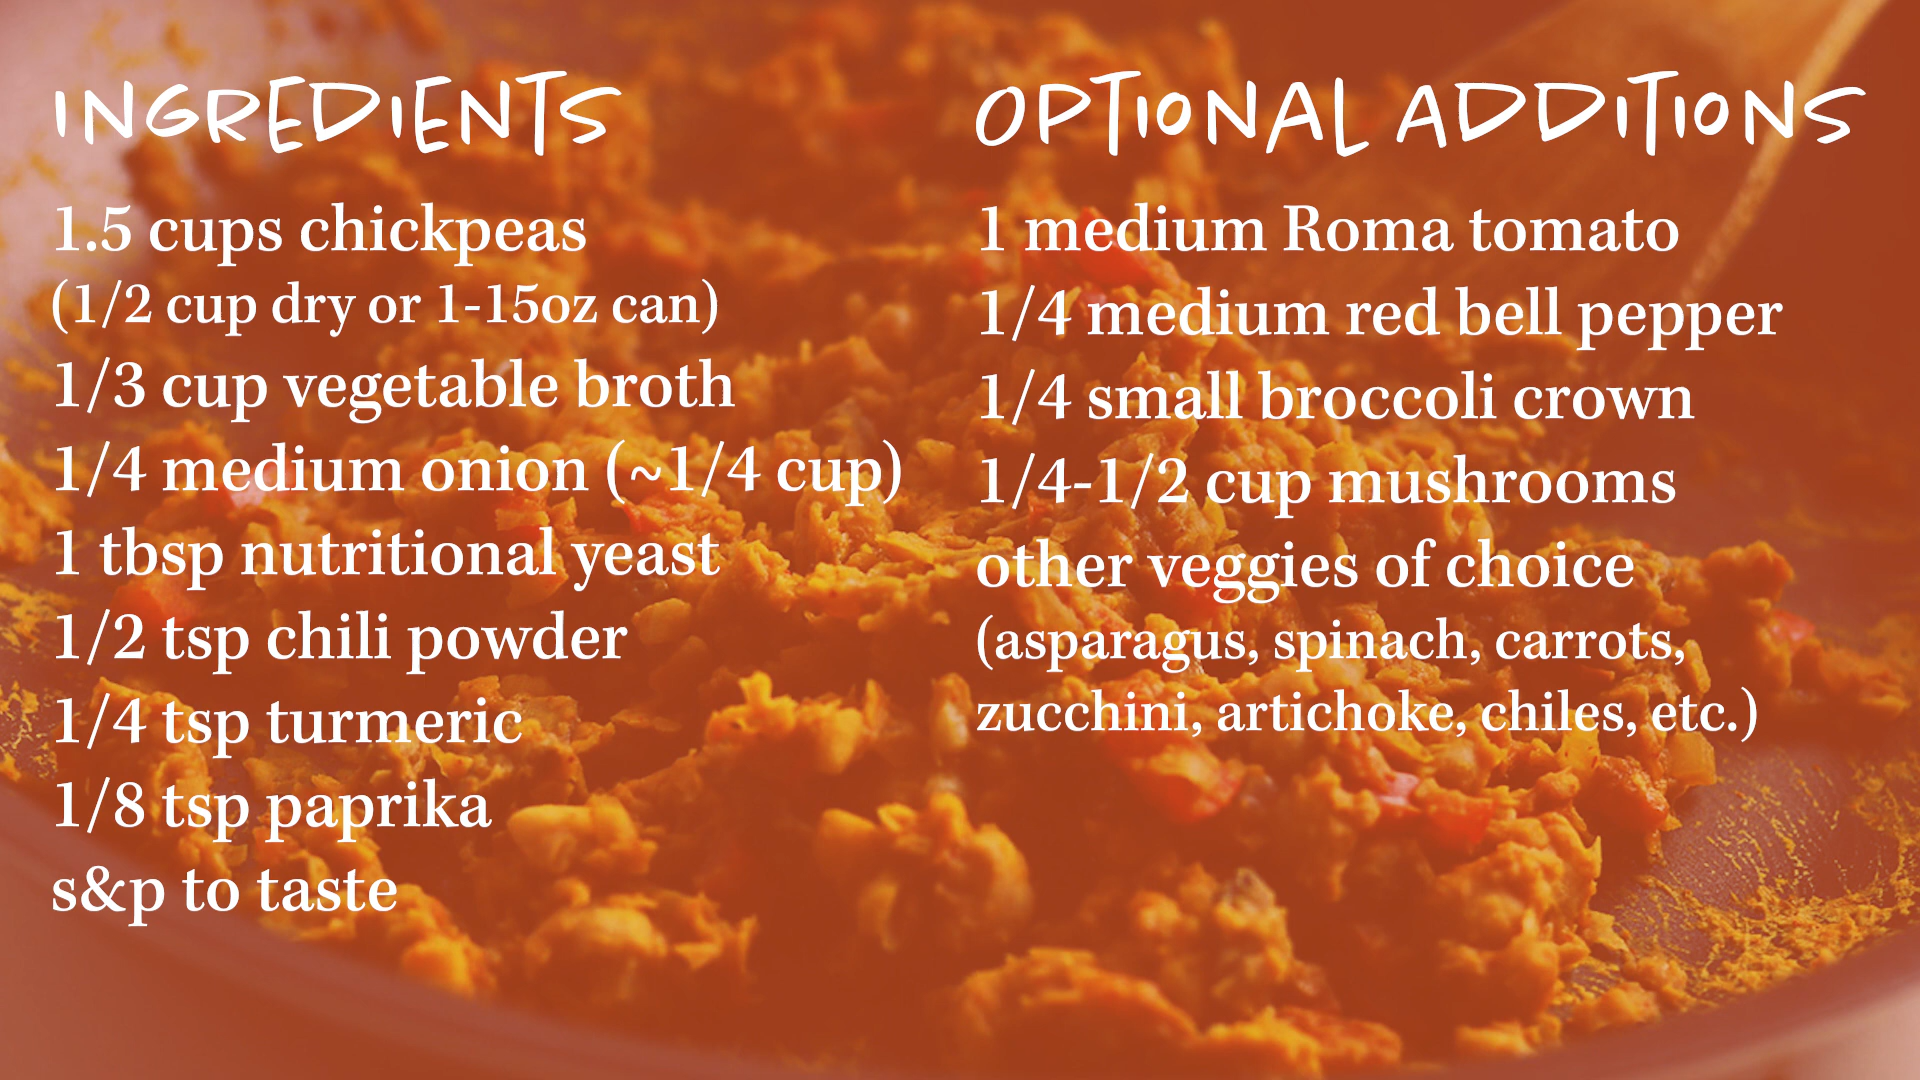 INGREDIENTS
1.5 cups chickpeas
(1/2 cup dry or 1-15oz can)
1/3 cup vegetable broth
1/4 medium onion (~1/4 cup)
1 tbsp nutritional yeast
1/2 tsp chili powder
1/4 tsp turmeric
1/8 tsp paprika
s&p to taste
OPTIONAL ADDITIONS
1 medium Roma tomato
1/4 medium red bell pepper
1/4 small broccoli crown
1/4-1/2 cup mushrooms
other veggies of choice
(asparagus, spinach, carrots,
zucchini, artichoke, chiles, etc.)